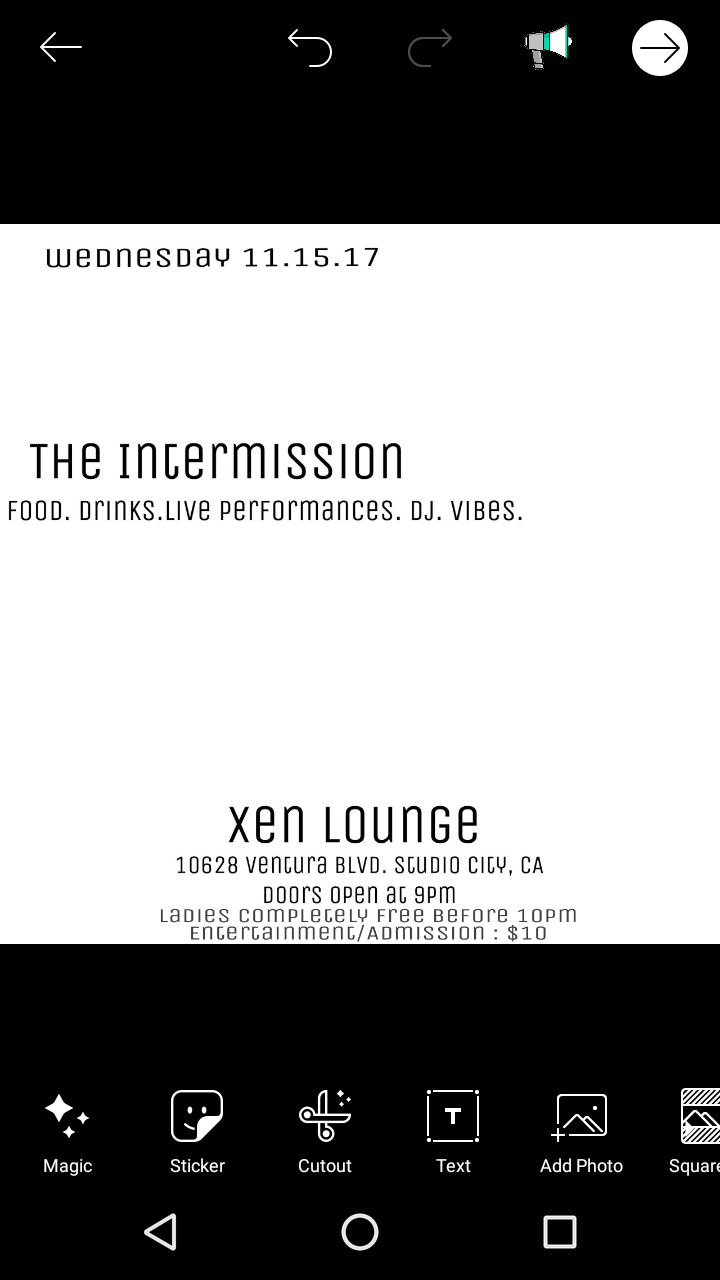 Wednesday 11.15.17
The Intermission
Food. Drinks.Live Performances. DJ. Vibes.
Xen Lounge
10628 Ventura Blvd. Studio City, CA
Doors open at 9pm
Ladies Completely Free Before 10pm
Entertainment/Admission : $10
Magic
Sticker
Cutout
T
Text
Add Photo
Square